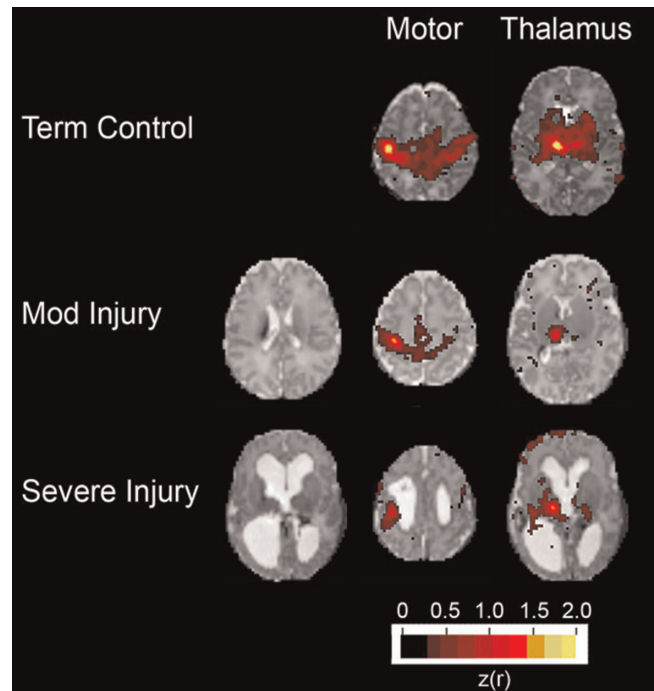 Motor Thalamus
Term Control
Mod Injury
Severe Injury
0 0.5 1.0 1.5 2.0
z(r)